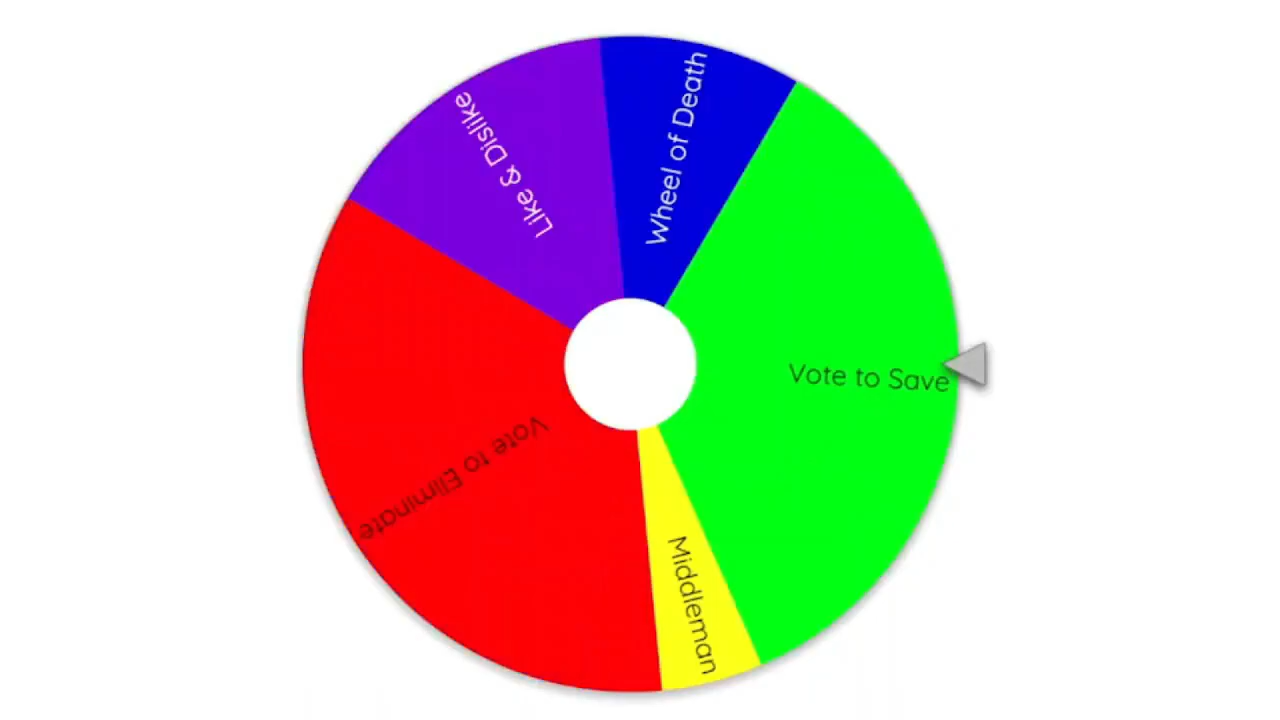 Wheel of Death
Like & Dislike
Vote to Save
Vote to Eliminate
Middleman